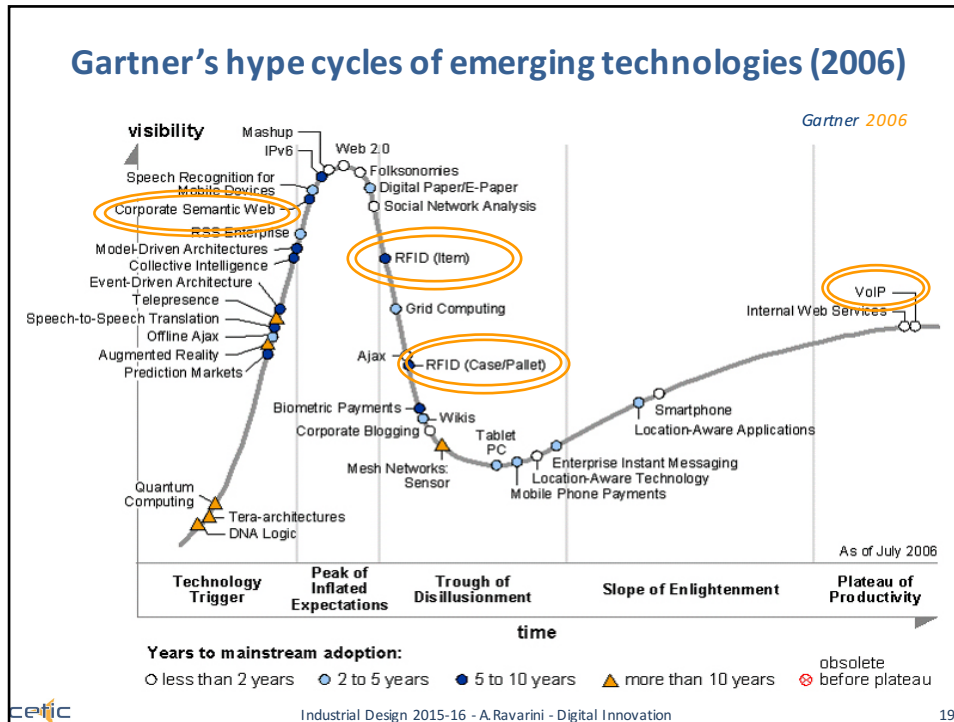 Gartner's hype cycles of emerging technologies (2006)
Gartner 2006
visibility
Mashup
Web 2.0
IPv6
Folksonomies
Speech Recognition for
Mobile Devices
Digital Paper/E-Paper
Corporate Semantic Web
Social Network Analysis
RSS Enterprise
Model-Driven Architectures
Collective Intelligence
RFID (Item)
Event-Driven Architecture
Telepresence
Speech-to-Speech Translation
Grid Computing
Offline Ajax
Augmented Reality
Prediction Markets
Ajax
RFID (Case/Pallet)
VoIP
Internal Web Services
Biometric Payments
Wikis
Corporate Blogging
Mesh Networks:
Sensor
Tablet
PC
Smartphone
Location-Aware Applications
Enterprise Instant Messaging
Location-Aware Technology
Mobile Phone Payments
Quantum
Computing
Tera-architectures
DNA Logic
As of July 2006
Technology
Trigger
Peak of
Inflated
Expectations
Trough of
Disillusionment
Slope of Enlightenment
Plateau of
Productivity
time
Years to mainstream adoption:
less than 2 years
2 to 5 years
5 to 10 years
more than 10 years
obsolete
before plateau
cetic
Industrial Design 2015-16 - A.Ravarini - Digital Innovation
19